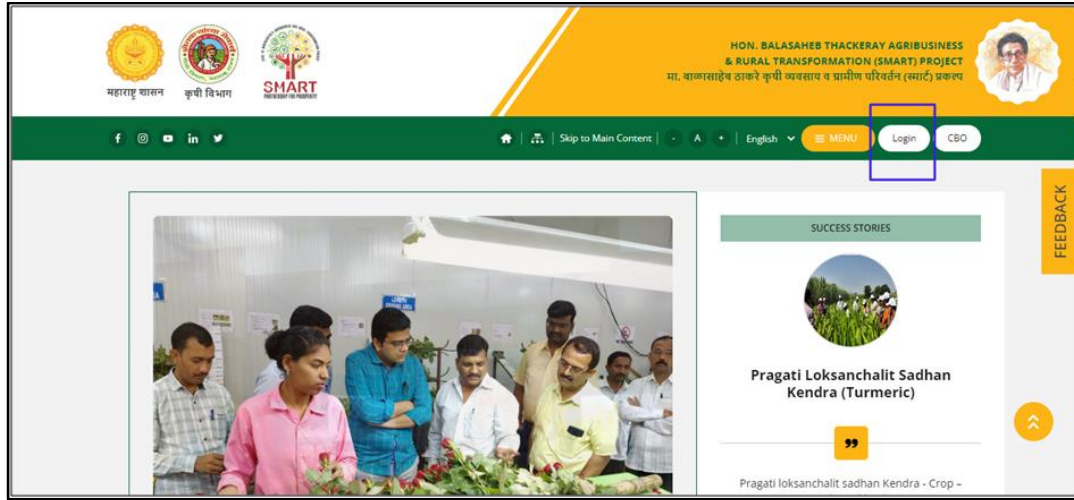 महाराष्ट्र शासन
कृषी विभाग
SMART
HON. BALASAHEB THACKERAY AGRIBUSINESS
& RURAL TRANSFORMATION (SMART) PROJECT
मा. बाळासाहेब ठाकरे कृषी व्यवसाय व ग्रामीण परिवर्तन (स्मार्ट) प्रकल्प
Skip to Main Content | - A + | English MENU Login CBO
FEEDBACK
SUCCESS STORIES
Pragati Loksanchalit Sadhan
Kendra (Turmeric)
Pragati loksanchalit sadhan Kendra - Crop –